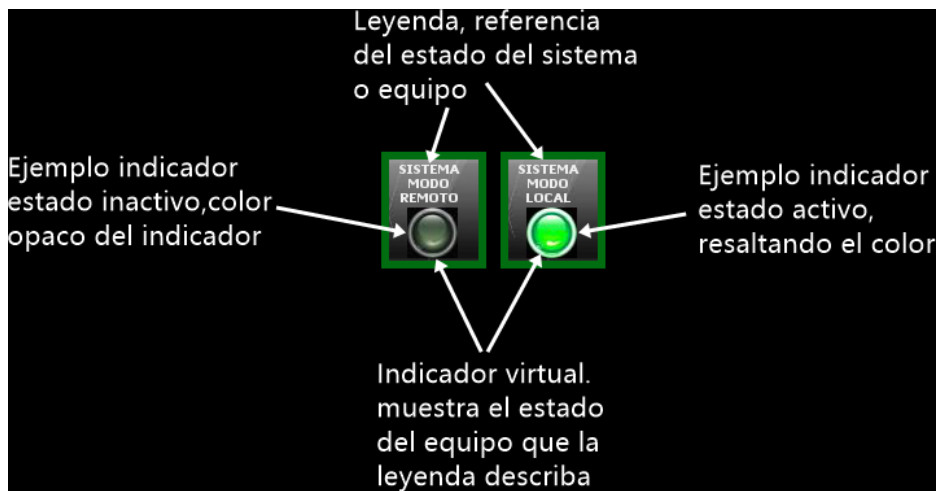 Leyenda, referencia
del estado del sistema
o equipo
Ejemplo indicador
estado inactivo,color
opaco del indicador
SISTEMA
MODO
REMOTO
SISTEMA
MODO
LOCAL
Ejemplo indicador
estado activo,
resaltando el color
Indicador virtual.
muestra el estado
del equipo que la
leyenda describa